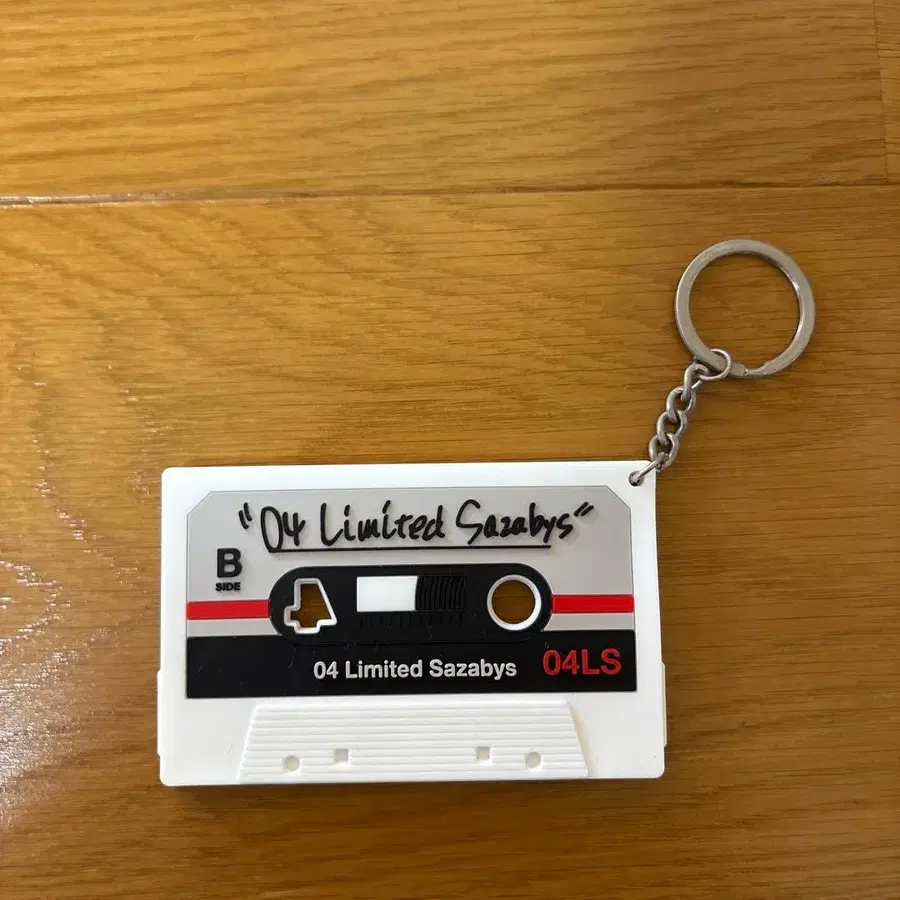 "04 Limited Sazabys"
B
SIDE
04 Limited Sazabys 04LS